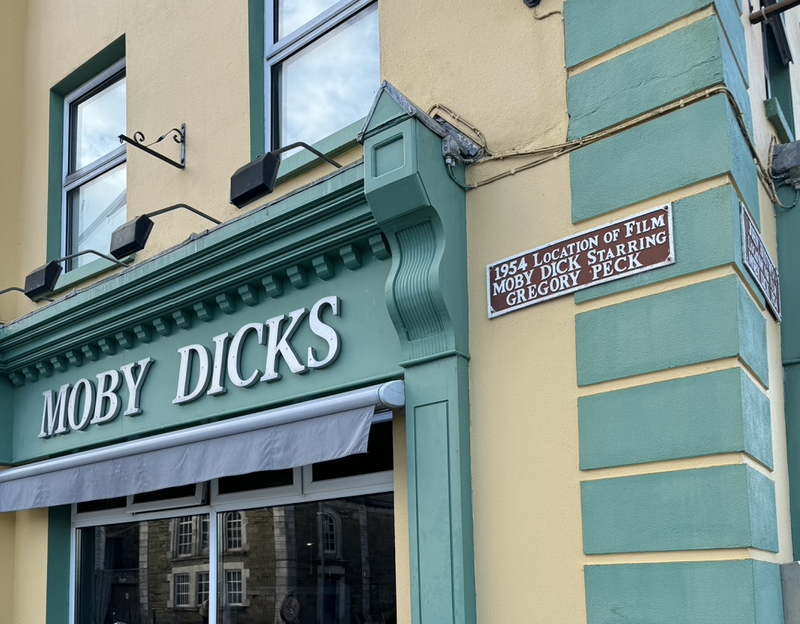 MOBY DICKS
1954 LOCATION OF FILM
MOBY DICK STARRING
GREGORY PECK